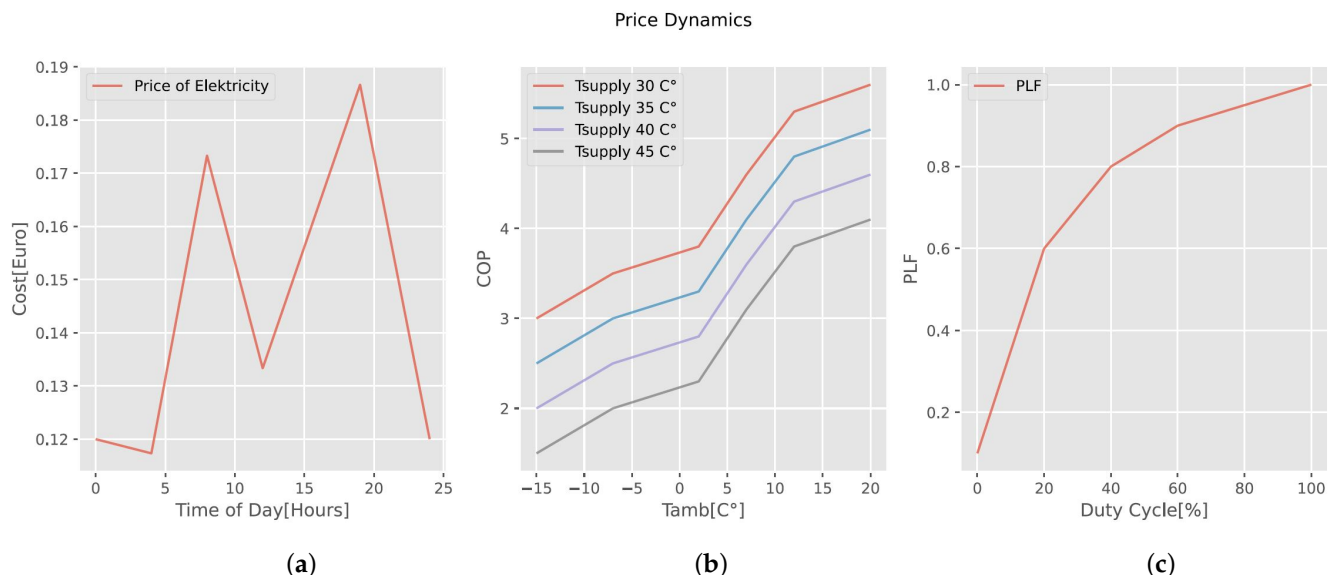 Price Dynamics
Price of Elektricity
0.19
0.18
0.17
0.16
0.15
0.14
0.13
0.12
Cost[Euro]
0 5 10 15 20 25
Time of Day[Hours]
(a)
Tsupply 30 C°
Tsupply 35 C°
Tsupply 40 C°
Tsupply 45 C°
5
4
3
2
COP
−15 −10 −5 0 5 10 15 20
Tamb[C°]
(b)
PLF
1.0
0.8
0.6
0.4
0.2
PLF
0 20 40 60 80 100
Duty Cycle[%]
(c)